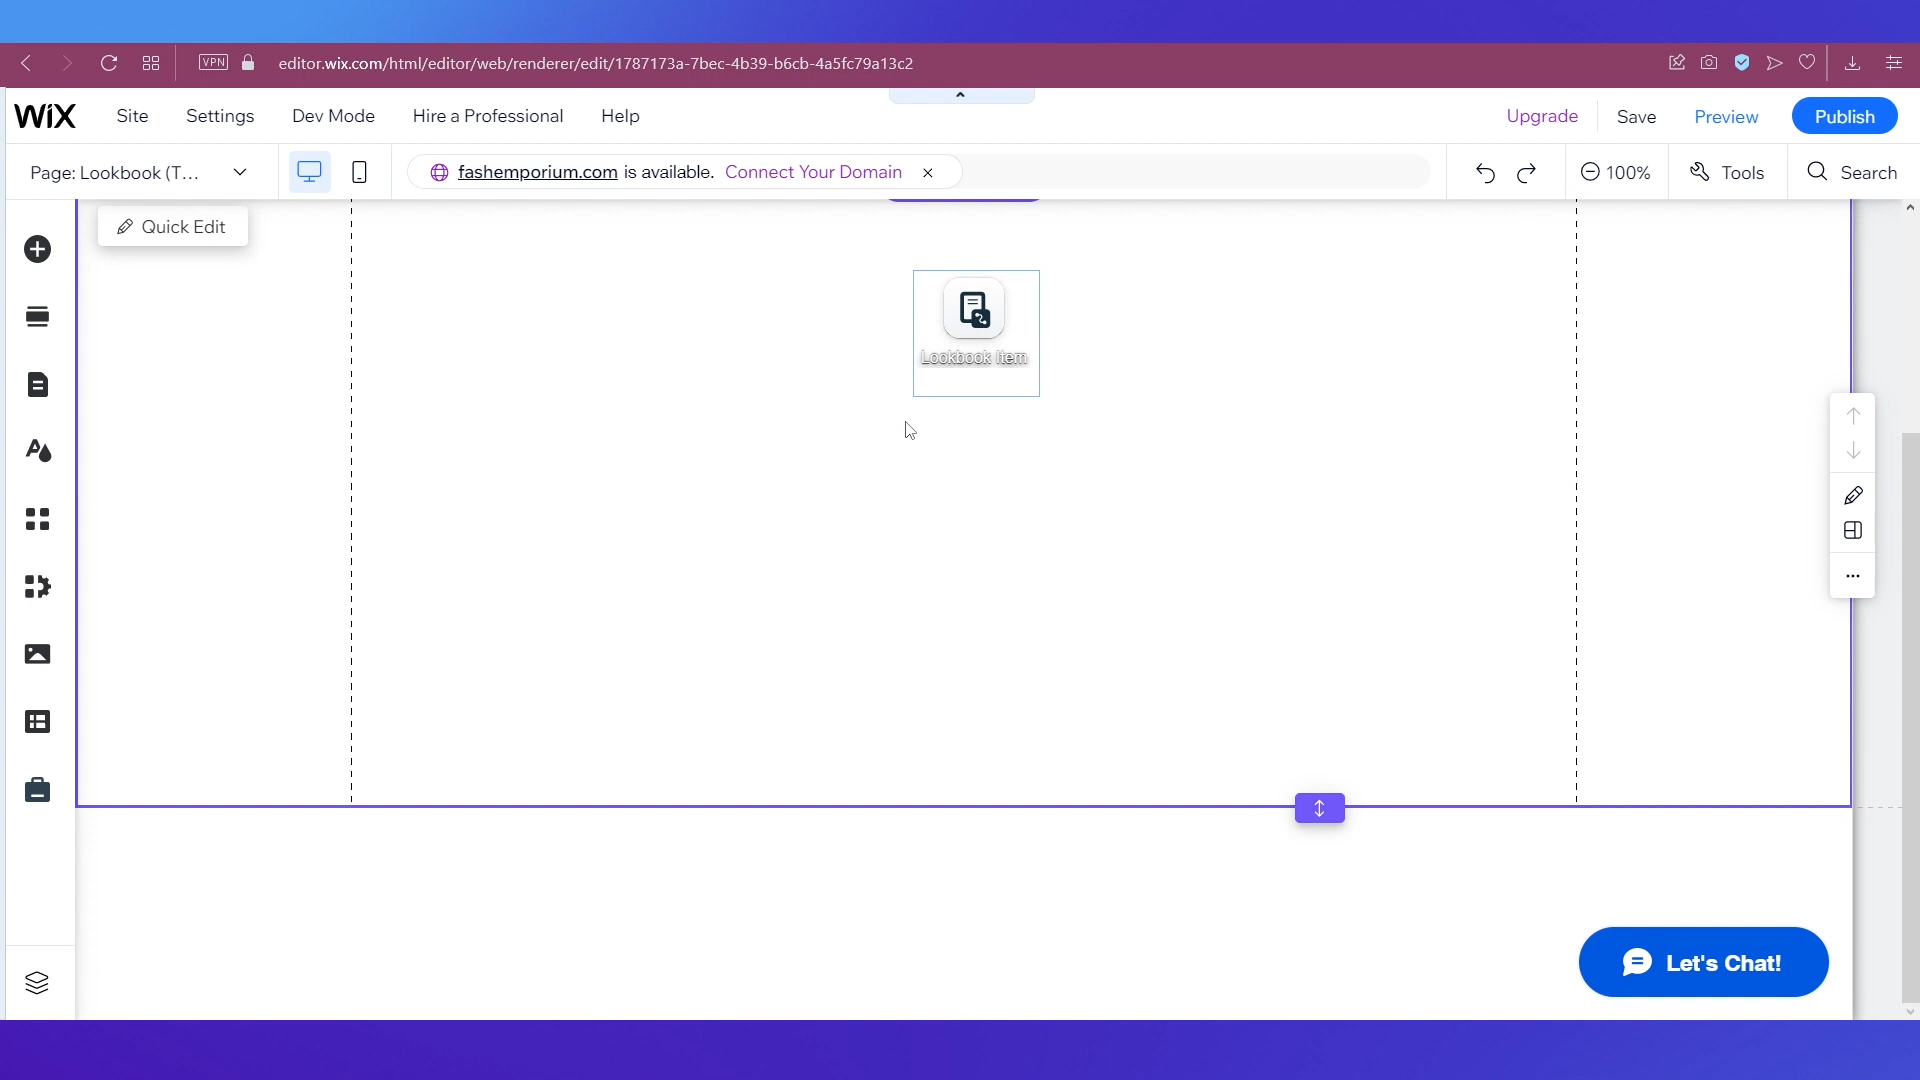 VPN editor.wix.com/html/editor/web/renderer/edit/1787173a-7bec-4b39-b6cb-4a5fc79a13c2
WiX Site Settings Dev Mode Hire a Professional Help Upgrade Save Preview Publish
Page: Lookbook (T... fashemporium.com is available. Connect Your Domain 100% Tools Search
Quick Edit
Lookbook Item
Let's Chat!